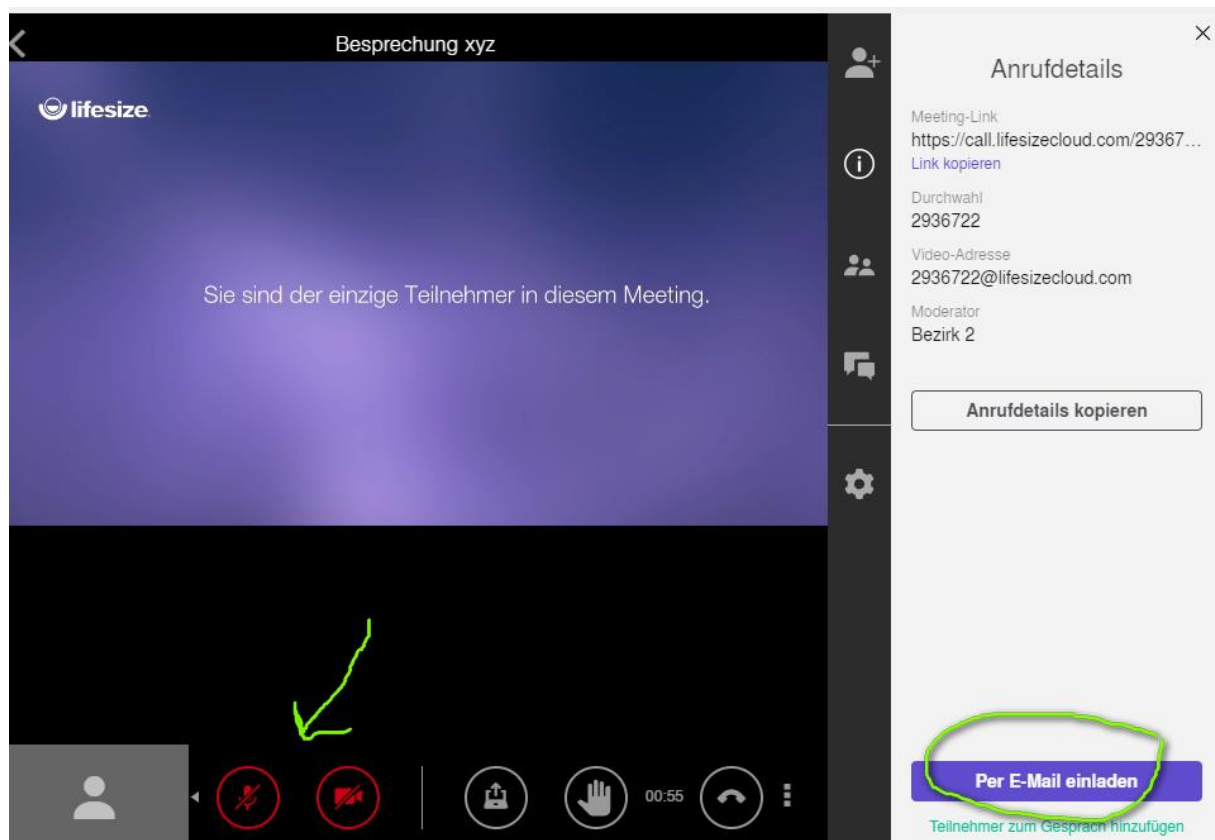 Besprechung xyz
lifesize
Sie sind der einzige Teilnehmer in diesem Meeting.
00:55
Anrufdetails
Meeting-Link
https://call.lifesizecloud.com/29367...
Link kopieren
Durchwahl
2936722
Video-Adresse
2936722@lifesizecloud.com
Moderator
Bezirk 2
Anrufdetails kopieren
Per E-Mail einladen
Teilnehmer zum Gespräch hinzufügen